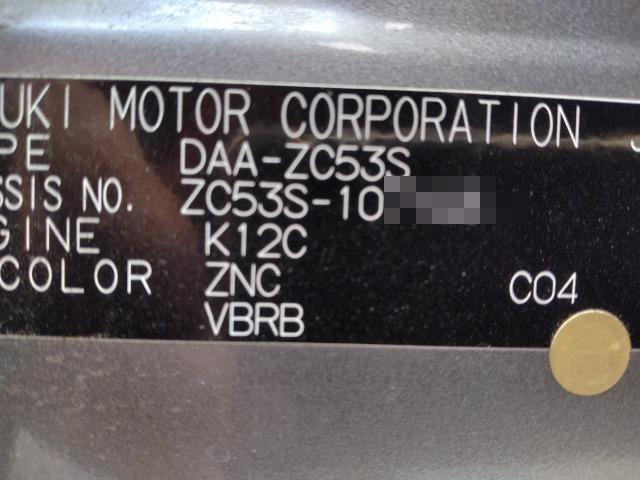 UKI MOTOR CORPORATION J
PE DAA-ZC53S
SSIS NO. ZC53S-10
GINE K12C
COLOR ZNC C04
VBRB